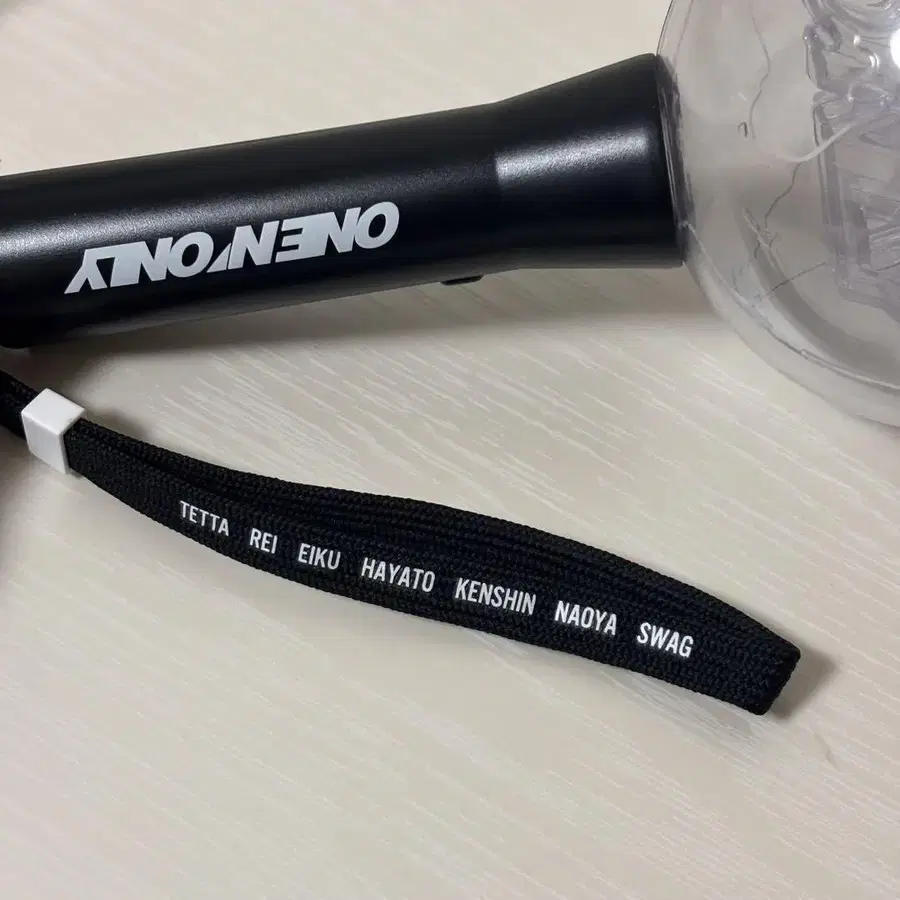 ONE N' ONLY
TETTA REI EIKU HAYATO KENSHIN NAOYA SWAG